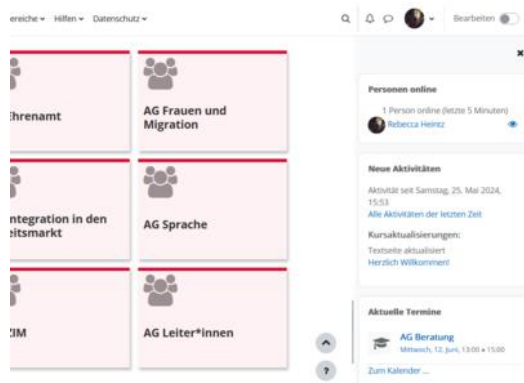 ereiche Hilfen Datenschutz Bearbeiten
Ehrenamt
AG Frauen und
Migration
ntegration in den
eitsmarkt
AG Sprache
ZIM
AG Leiter*innen
?
Personen online
1 Person online (letzte 5 Minuten)
Rebecca Heintz
Neue Aktivitäten
Aktivität seit Samstag, 25. Mai 2024,
15:53
Alle Aktivitäten der letzten Zeit
Kursaktualisierungen:
Textseite aktualisiert
Herzlich Willkommen!
Aktuelle Termine
AG Beratung
Mittwoch, 12. Juni, 13:00 » 15:00
Zum Kalender ...